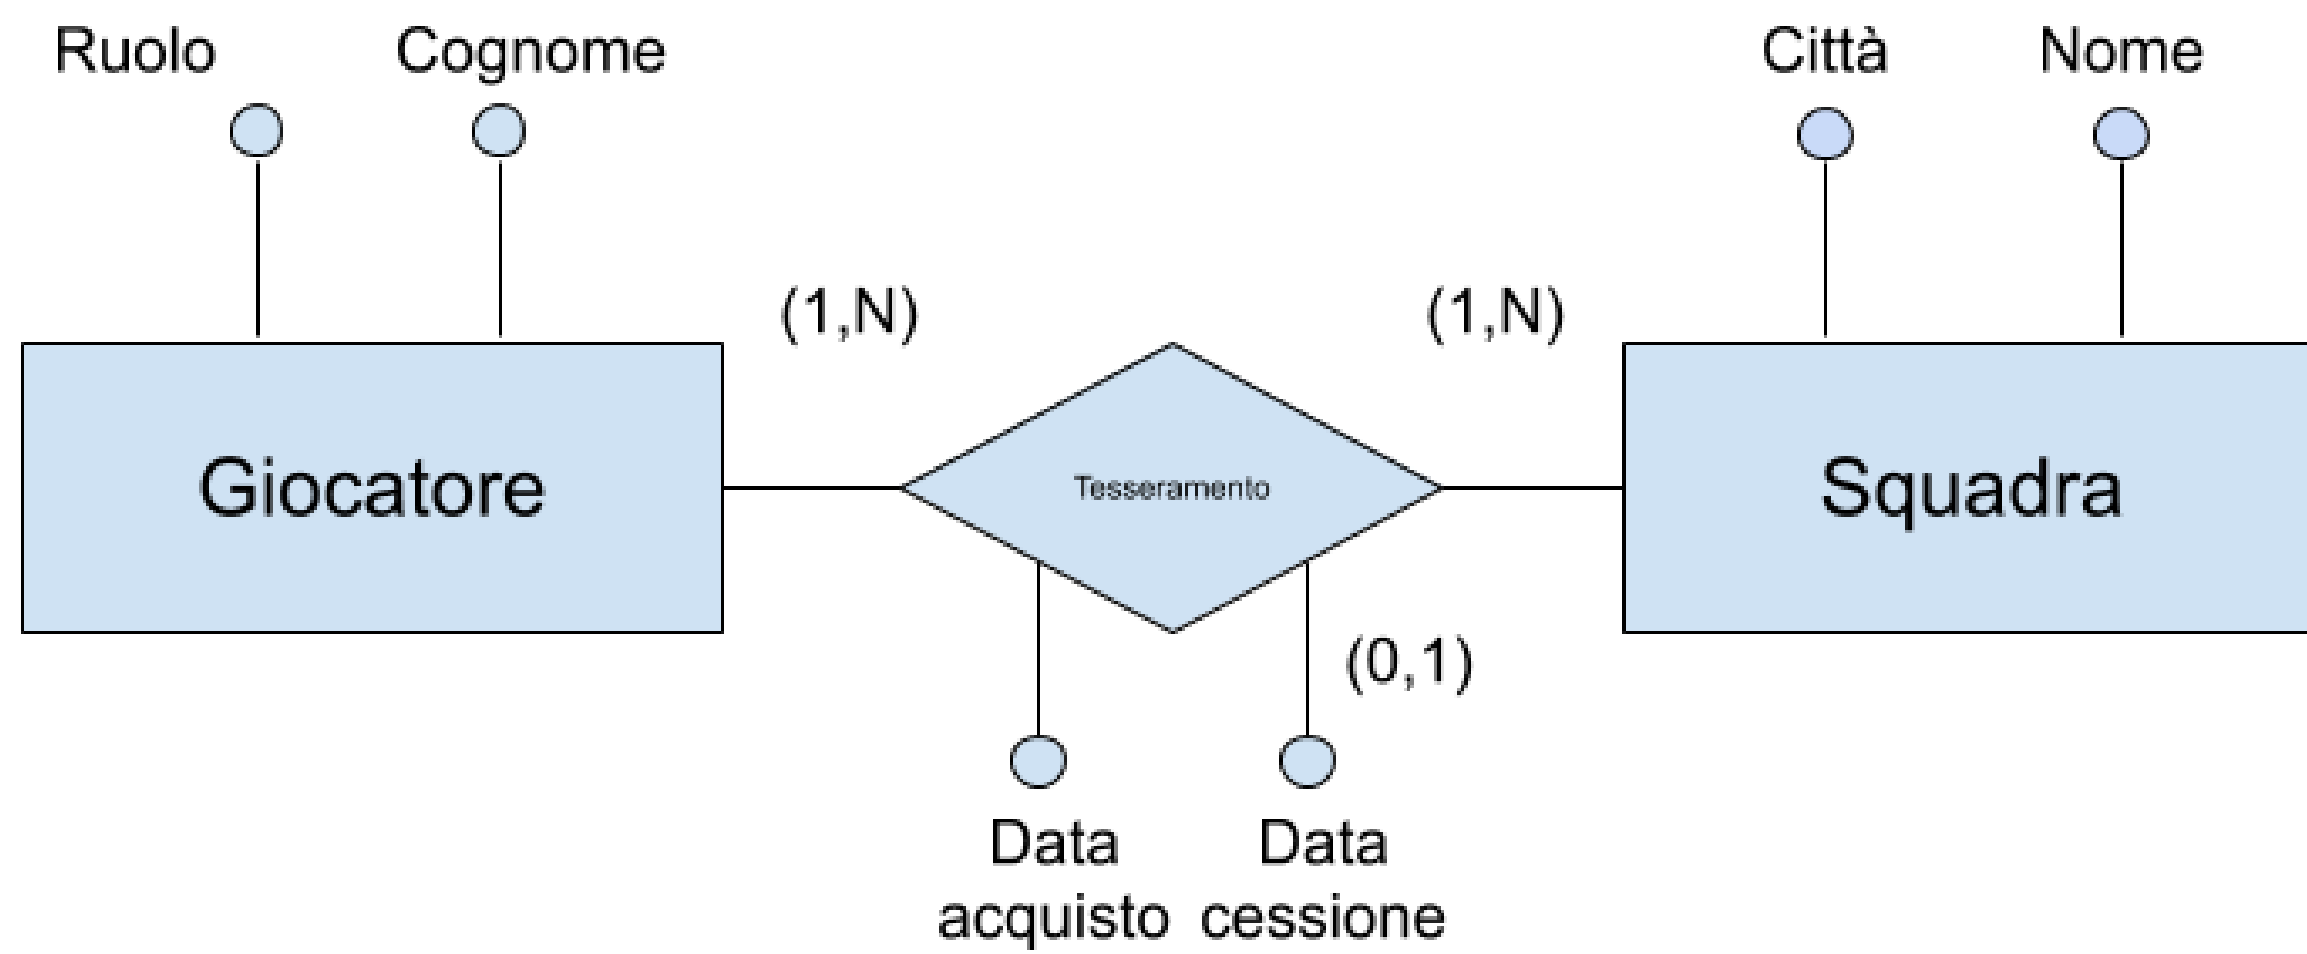 Ruolo
Cognome
Città
Nome
(1,N)
(1,N)
Giocatore
Tesseramento
Squadra
(0,1)
Data
acquisto
Data
cessione